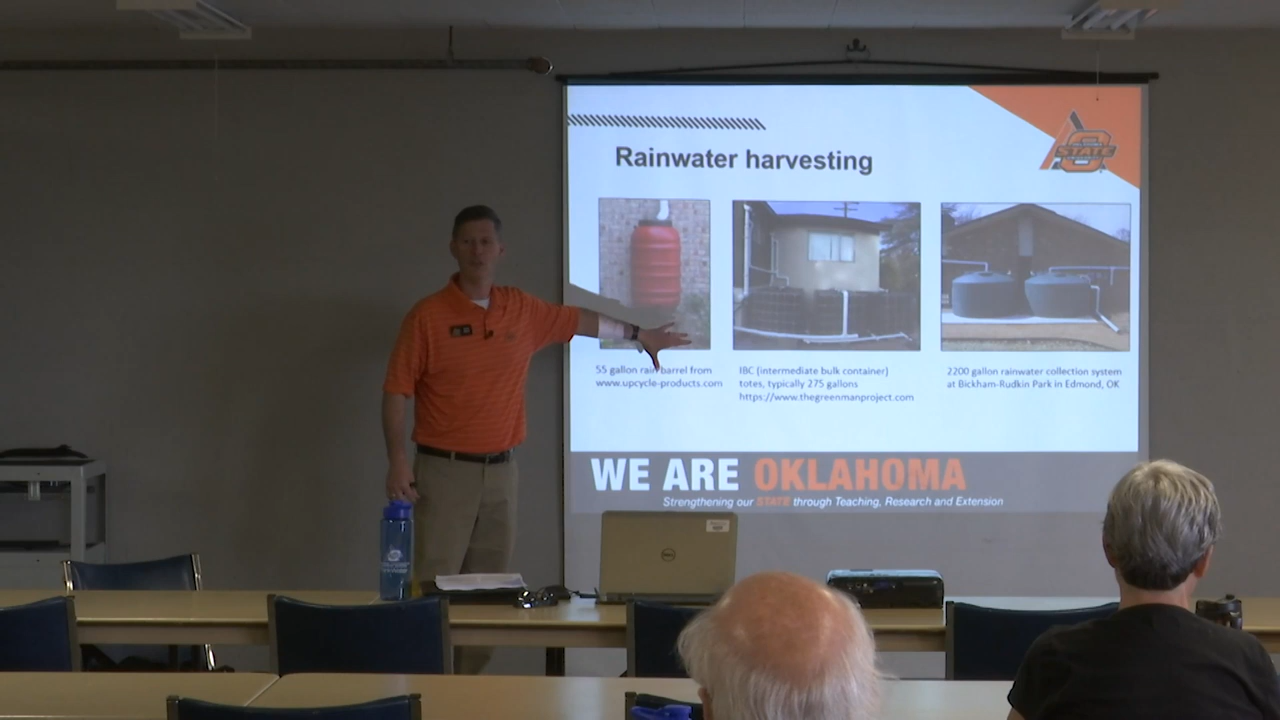 Rainwater harvesting
OKLAHOMA
STATE
UNIVERSITY
55 gallon rain barrel from
www.upcycle-products.com
IBC (intermediate bulk container)
totes, typically 275 gallons
https://www.thegreenmanproject.com
2200 gallon rainwater collection system
at Bickham-Rudkin Park in Edmond, OK
WE ARE OKLAHOMA
Strengthening our STATE through Teaching, Research and Extension
DELL